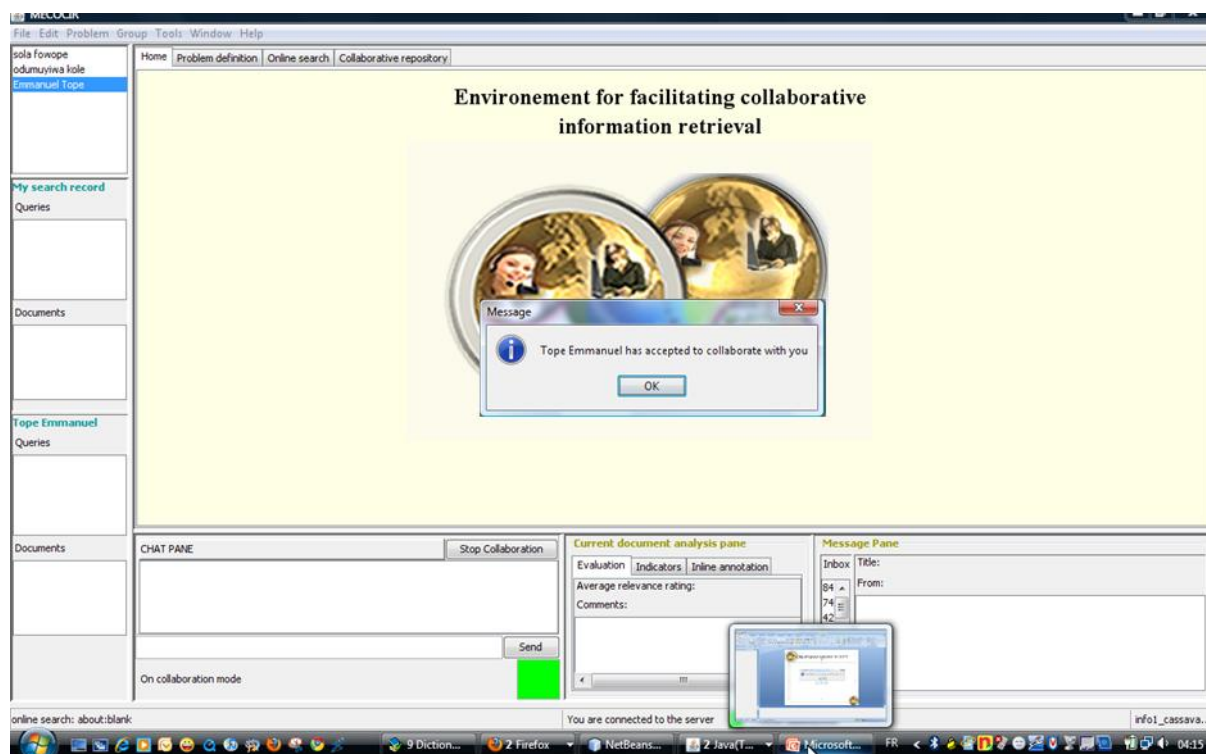 MECOCIR
File Edit Problem Group Tools Window Help
sola fowope
odumuyiwa kole
Emmanuel Tope
Home Problem definition Online search Collaborative repository
Environement for facilitating collaborative
information retrieval
My search record
Queries
Documents
Message
Tope Emmanuel has accepted to collaborate with you
OK
Tope Emmanuel
Queries
Documents
CHAT PANE
Stop Collaboration
Send
On collaboration mode
Current document analysis pane
Evaluation Indicators Inline annotation
Average relevance rating:
Comments:
Message Pane
Inbox Title:
From:
84
74
42
online search: about:blank
You are connected to the server
info1_cassava..
9 Diction... 2 Firefox NetBeans... 2 Java(T... Microsoft... FR 04:15